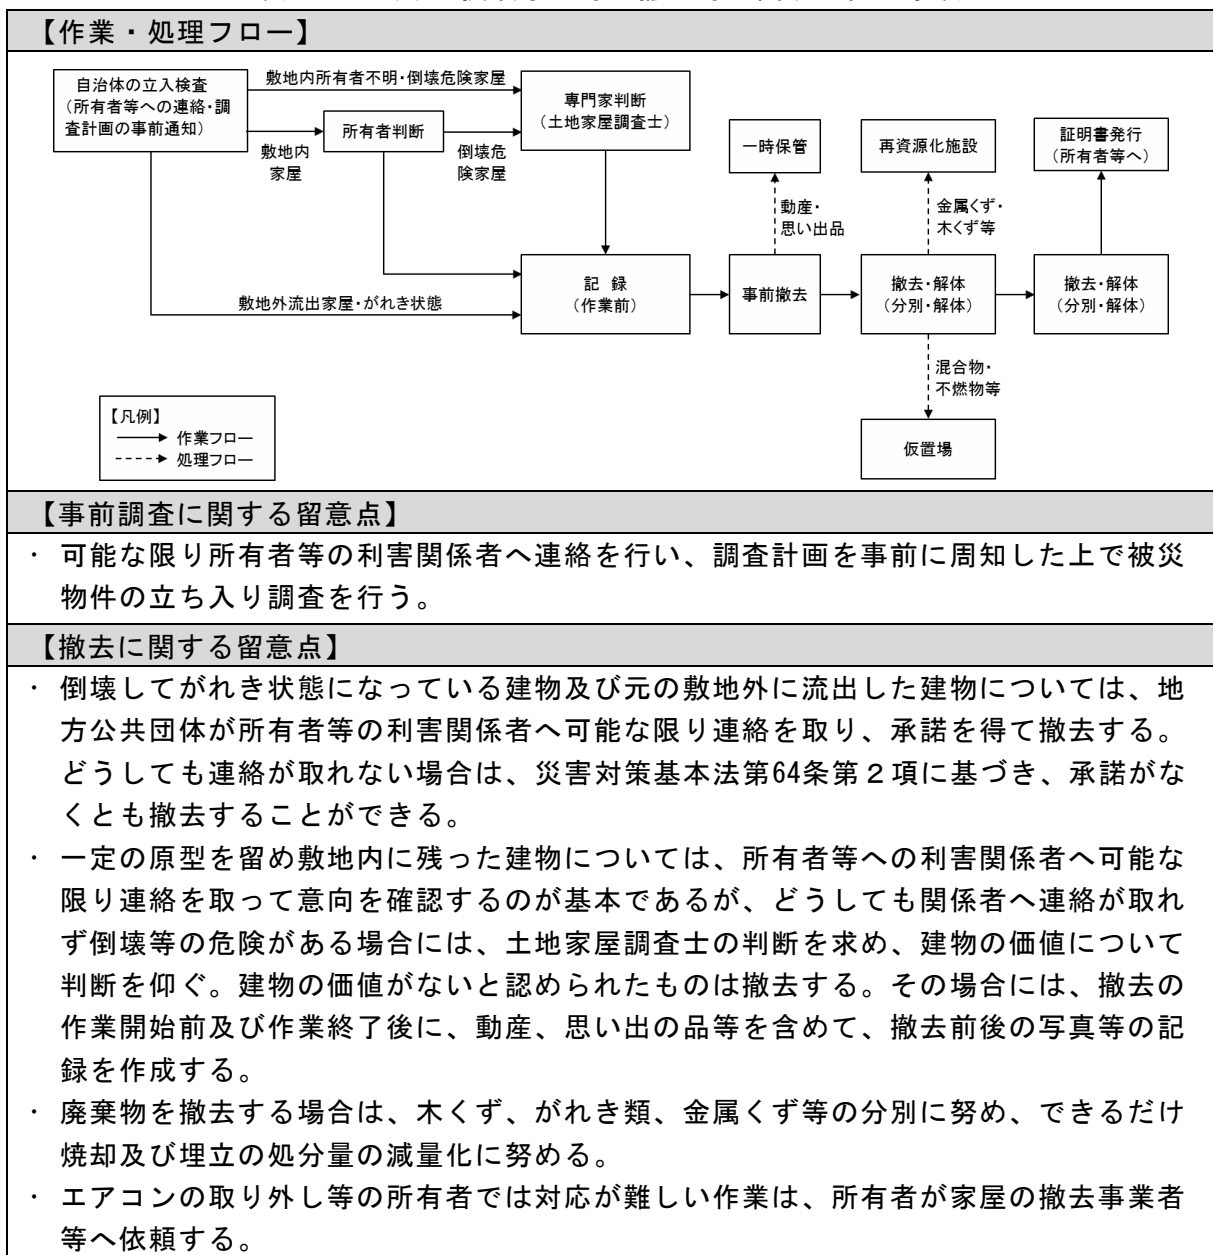 【作業・処理フロー】
自治体の立入検査
(所有者等への連絡・調
査計画の事前通知)
敷地内所有者不明・倒壊危険家屋
敷地内
家屋
所有者判断
倒壊危
険家屋
専門家判断
(土地家屋調査士)
敷地外流出家屋・がれき状態
記 録
(作業前)
一時保管
動産・
思い出品
事前撤去
再資源化施設
金属くず・
木くず等
撤去・解体
(分別・解体)
混合物・
不燃物等
仮置場
証明書発行
(所有者等へ)
撤去・解体
(分別・解体)
【凡例】
作業フロー
処理フロー
【事前調査に関する留意点】
・ 可能な限り所有者等の利害関係者へ連絡を行い、調査計画を事前に周知した上で被災
物件の立ち入り調査を行う。
【撤去に関する留意点】
・ 倒壊してがれき状態になっている建物及び元の敷地外に流出した建物については、地
方公共団体が所有者等の利害関係者へ可能な限り連絡を取り、承諾を得て撤去する。
どうしても連絡が取れない場合は、災害対策基本法第64条第2項に基づき、承諾がな
くとも撤去することができる。
・ 一定の原型を留め敷地内に残った建物については、所有者等への利害関係者へ可能な
限り連絡を取って意向を確認するのが基本であるが、どうしても関係者へ連絡が取れ
ず倒壊等の危険がある場合には、土地家屋調査士の判断を求め、建物の価値について
判断を仰ぐ。建物の価値がないと認められたものは撤去する。その場合には、撤去の
作業開始前及び作業終了後に、動産、思い出の品等を含めて、撤去前後の写真等の記
録を作成する。
・ 廃棄物を撤去する場合は、木くず、がれき類、金属くず等の分別に努め、できるだけ
焼却及び埋立の処分量の減量化に努める。
・ エアコンの取り外し等の所有者では対応が難しい作業は、所有者が家屋の撤去事業者
等へ依頼する。